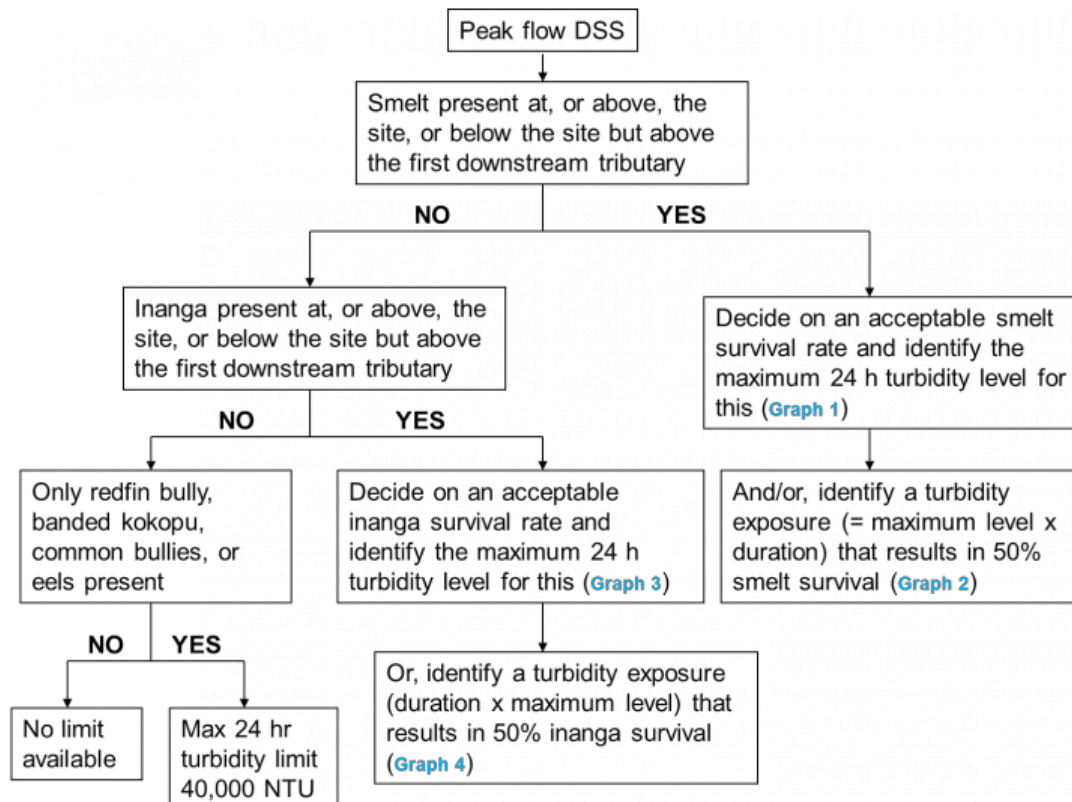 Peak flow DSS
Smelt present at, or above, the
site, or below the site but above
the first downstream tributary
NO
YES
Inanga present at, or above, the
site, or below the site but above
the first downstream tributary
Decide on an acceptable smelt
survival rate and identify the
maximum 24 h turbidity level for
this (Graph 1)
NO
YES
Only redfin bully,
banded kokopu,
common bullies, or
eels present
Decide on an acceptable
inanga survival rate and
identify the maximum 24 h
turbidity level for this (Graph 3)
And/or, identify a turbidity
exposure (= maximum level x
duration) that results in 50%
smelt survival (Graph 2)
NO
YES
No limit
available
Max 24 hr
turbidity limit
40,000 NTU
Or, identify a turbidity exposure
(duration x maximum level) that
results in 50% inanga survival
(Graph 4)